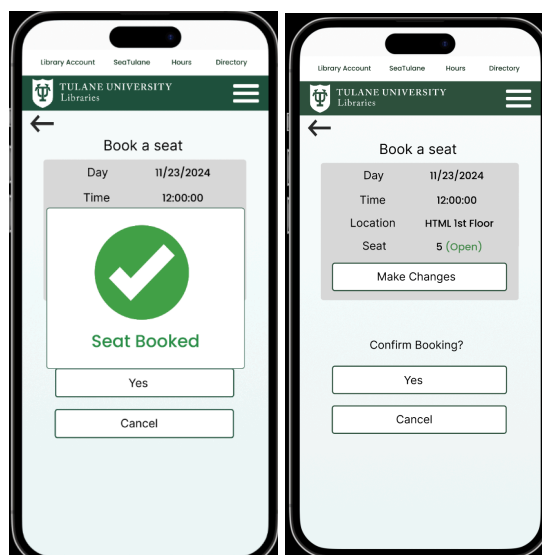 Library Account SeaTulane Hours Directory
TULANE UNIVERSITY
Libraries
Book a seat
Day 11/23/2024
Time 12:00:00
Seat Booked
Yes
Cancel
Library Account SeaTulane Hours Directory
TULANE UNIVERSITY
Libraries
Book a seat
Day 11/23/2024
Time 12:00:00
Location HTML 1st Floor
Seat 5 (Open)
Make Changes
Confirm Booking?
Yes
Cancel